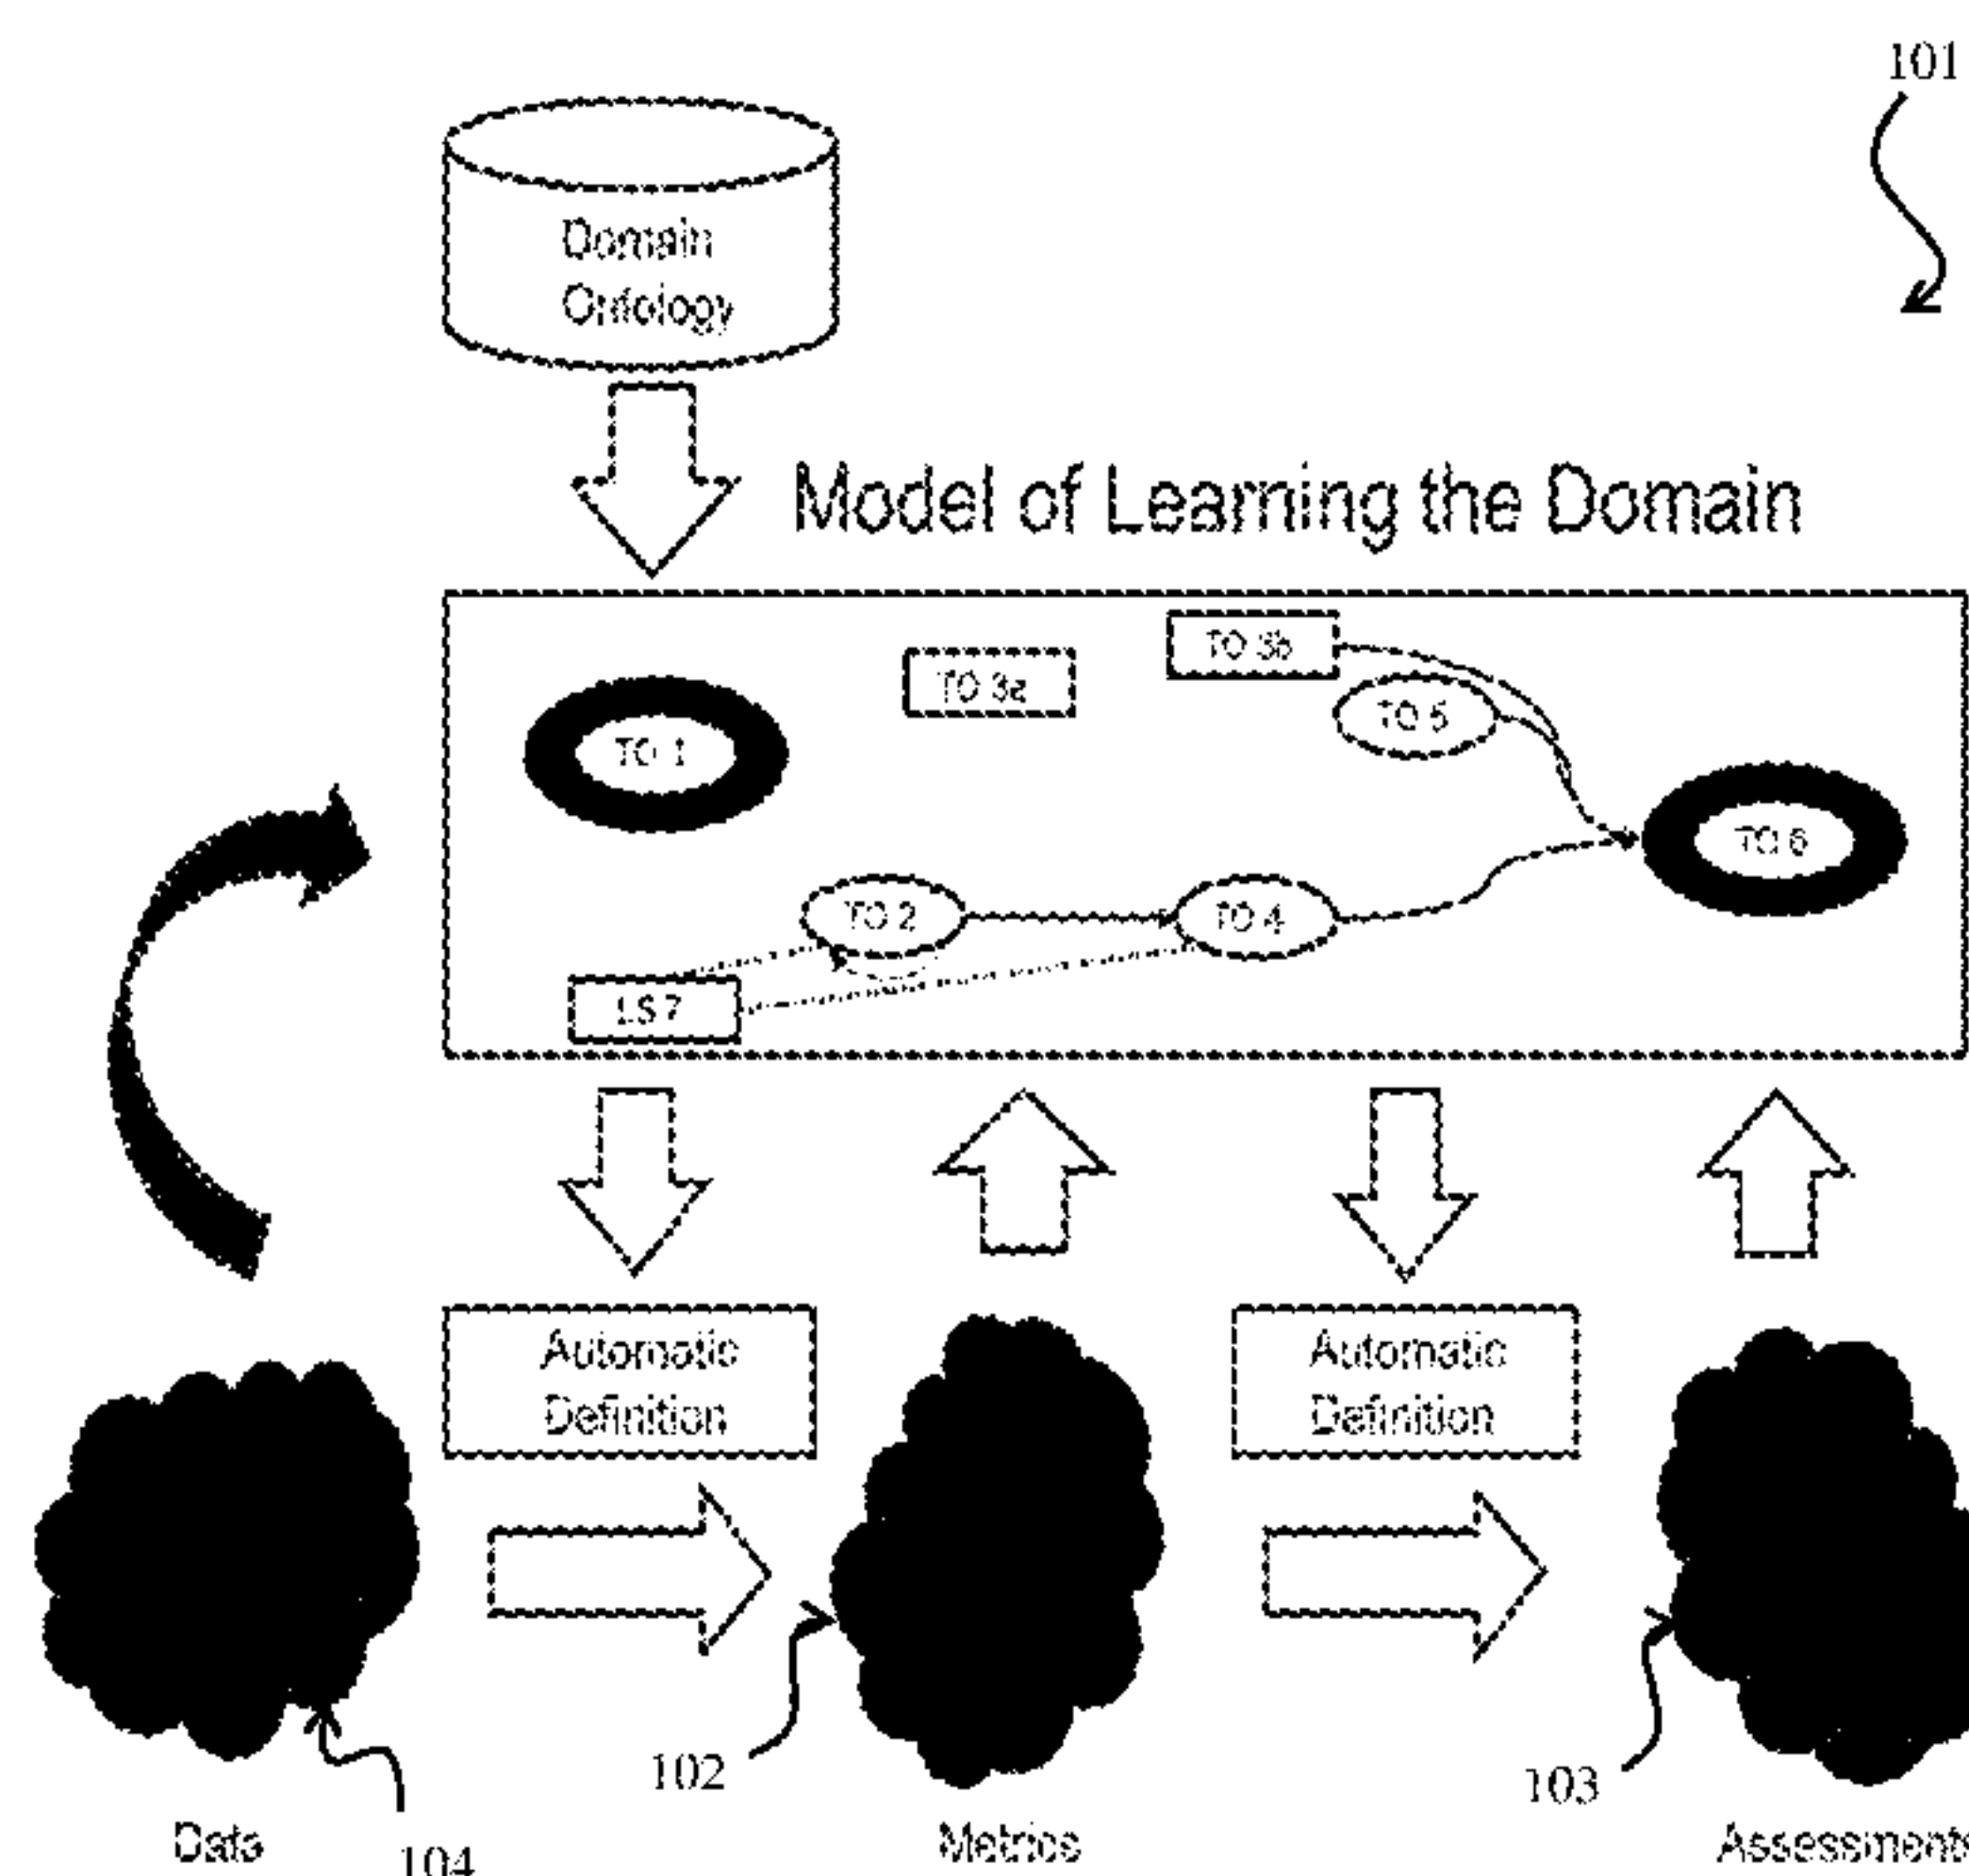 101
Domain
Ontology
Model of Learning the Domain
TO 3b
TO 3a
TO 5
TO 1
TO 6
TO 2
TO 4
LS 7
Automatic
Definition
Automatic
Definition
102
103
Data
104
Metrics
Assessments